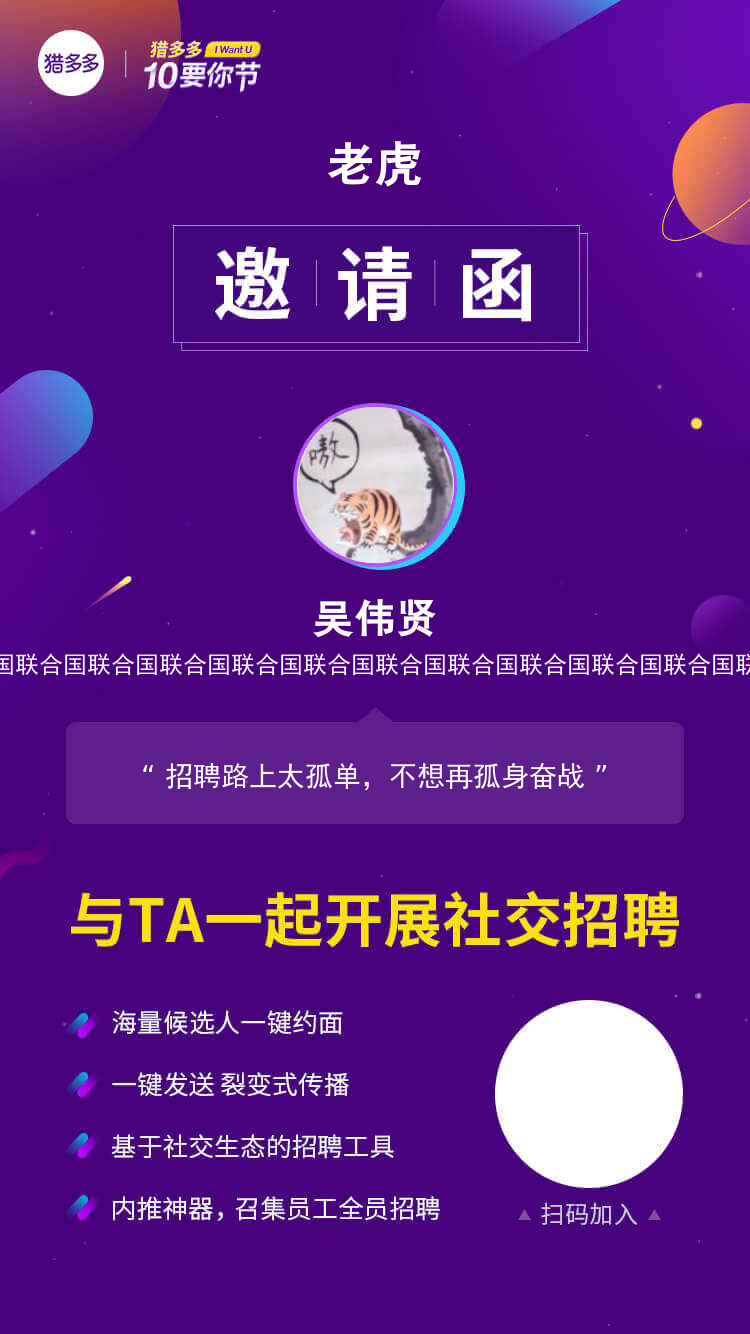 猎多多
猎多多 I Want U
10要你节
老虎
邀请函
嗷
吴伟贤
国联合国联合国联合国联合国联合国联合国联合国联合国联合国联合国联
“ 招聘路上太孤单，不想再孤身奋战 ”
与TA一起开展社交招聘
海量候选人一键约面
一键发送 裂变式传播
基于社交生态的招聘工具
内推神器，召集员工全员招聘
扫码加入